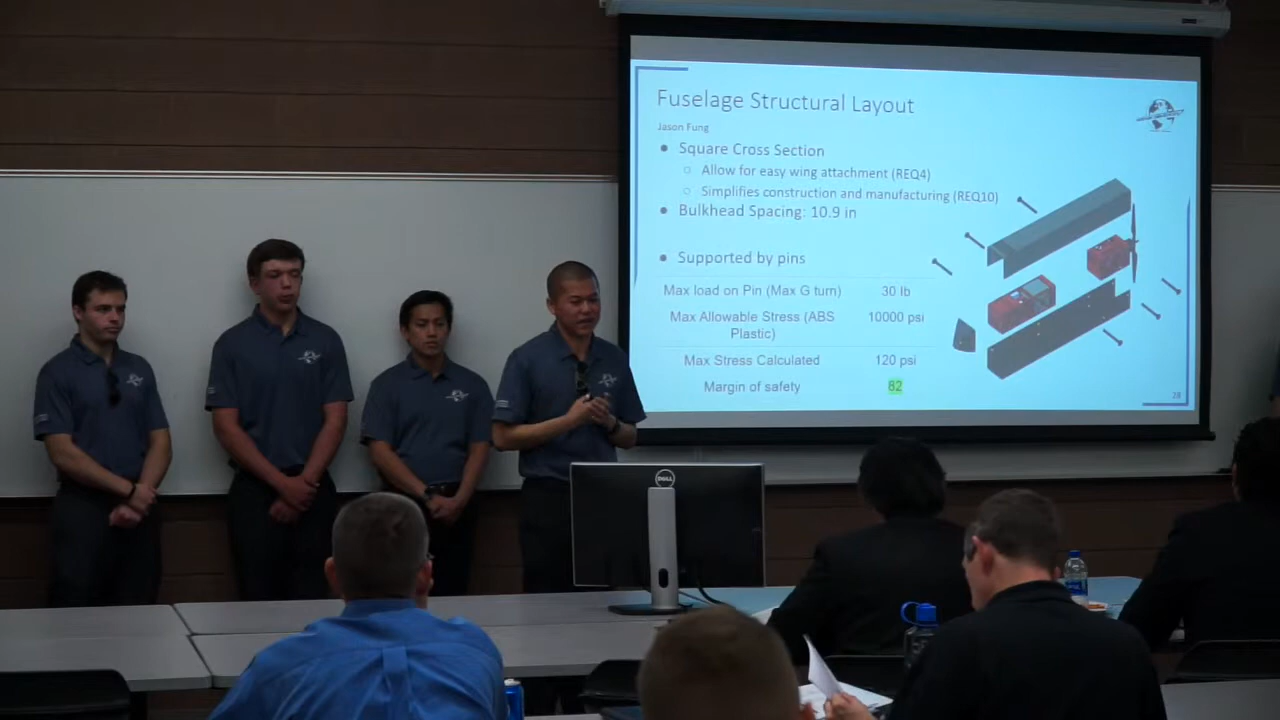 Fuselage Structural Layout
Jason Fung
● Square Cross Section
○ Allow for easy wing attachment (REQ4)
○ Simplifies construction and manufacturing (REQ10)
● Bulkhead Spacing: 10.9 in
● Supported by pins
Max load on Pin (Max G turn) 30 lb
Max Allowable Stress (ABS Plastic) 10000 psi
Max Stress Calculated 120 psi
Margin of safety 82
28
DELL